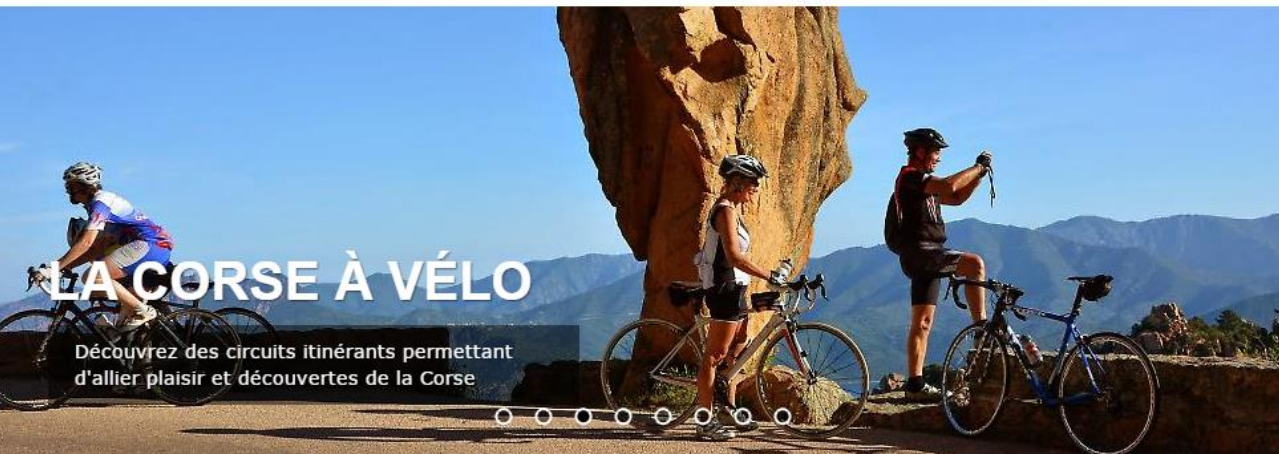 LA CORSE À VÉLO
Découvrez des circuits itinérants permettant
d'allier plaisir et découvertes de la Corse